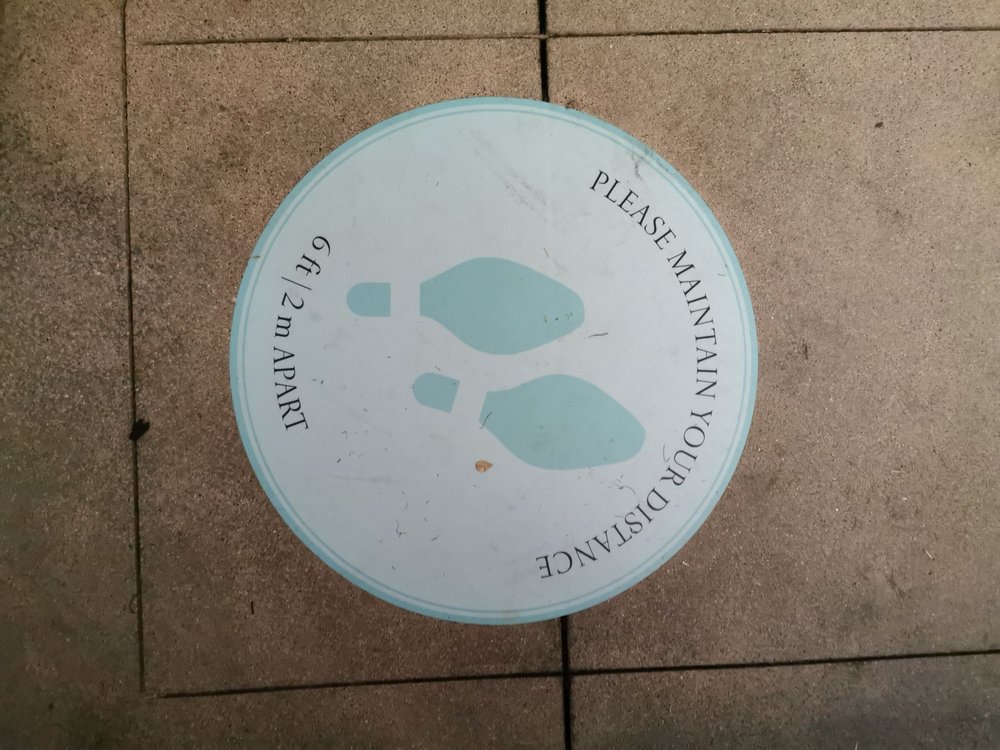 PLEASE MAINTAIN YOUR DISTANCE
6 ft | 2 m APART